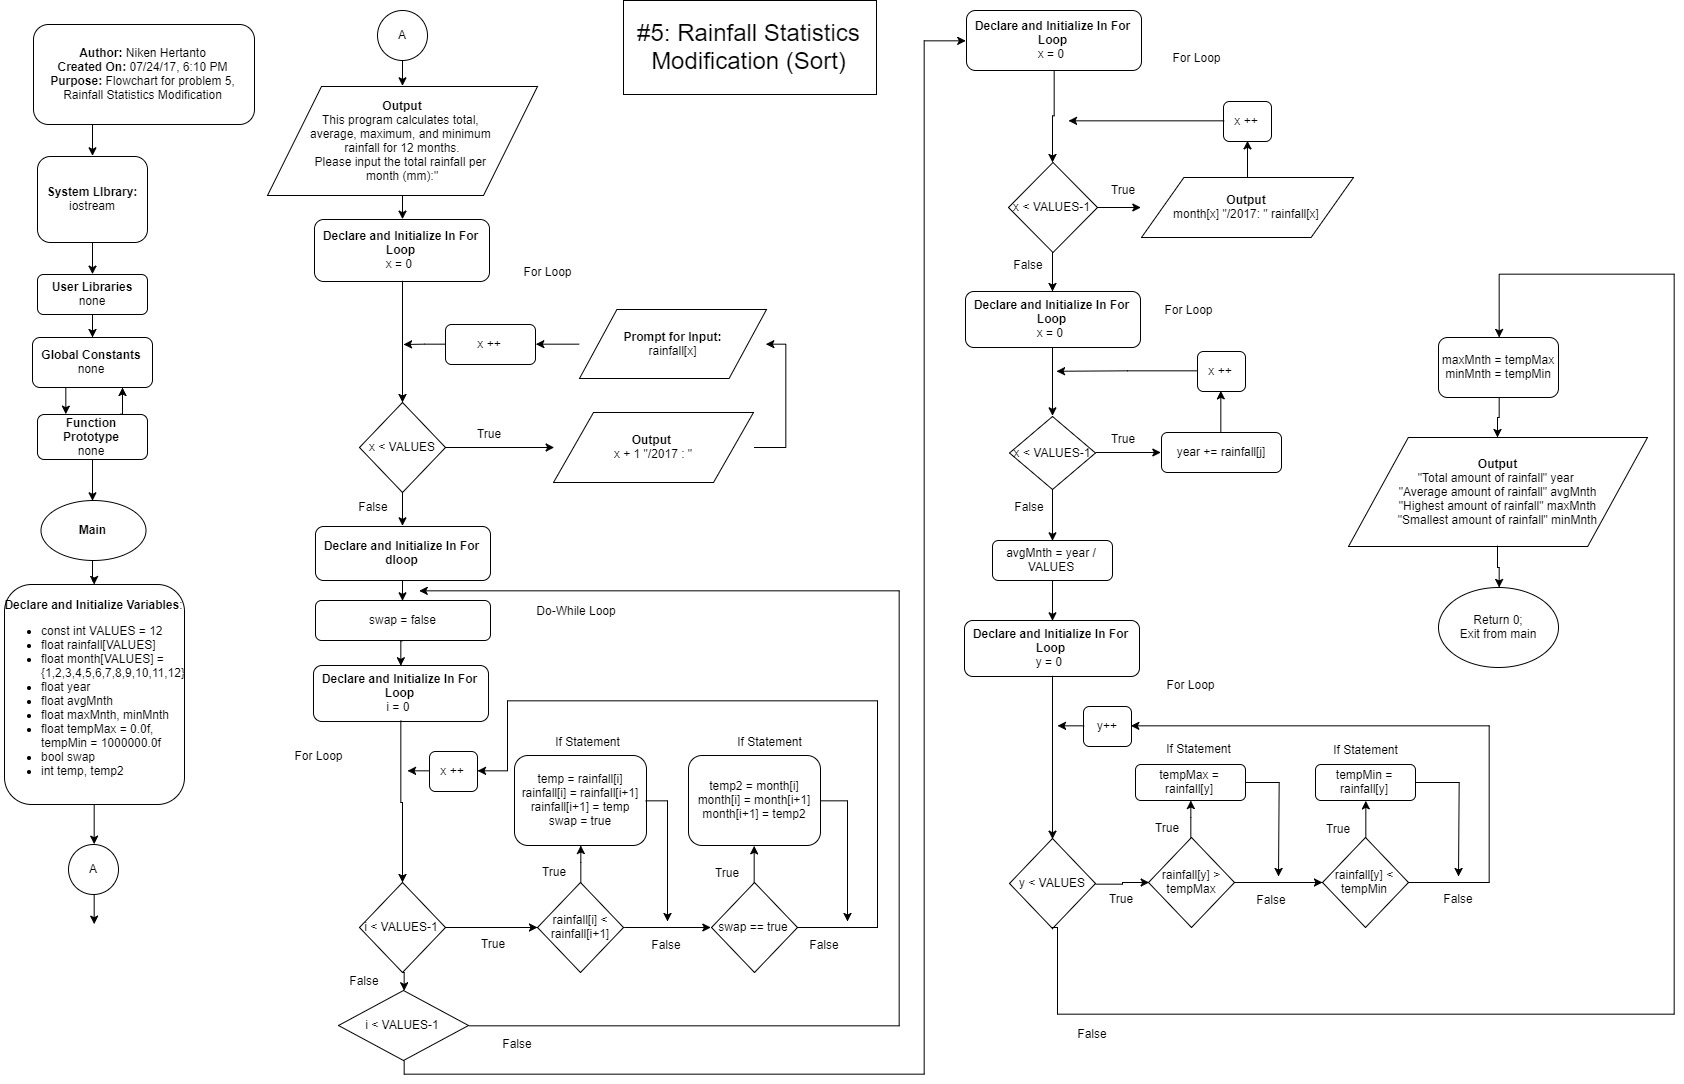 #5: Rainfall Statistics
Modification (Sort)
Author: Niken Hertanto
Created On: 07/24/17, 6:10 PM
Purpose: Flowchart for problem 5,
Rainfall Statistics Modification
System LIbrary:
iostream
User Libraries
none
Global Constants
none
Function
Prototype
none
Main
Declare and Initialize Variables:
const int VALUES = 12
float rainfall[VALUES]
float month[VALUES] =
{1,2,3,4,5,6,7,8,9,10,11,12}
float year
float avgMnth
float maxMnth, minMnth
float tempMax = 0.0f,
tempMin = 1000000.0f
bool swap
int temp, temp2
A
A
Output
This program calculates total,
average, maximum, and minimum
rainfall for 12 months.
Please input the total rainfall per
month (mm):"
Declare and Initialize In For
Loop
x = 0
For Loop
x ++
Prompt for Input:
rainfall[x]
x < VALUES
True
Output
x + 1 "/2017 : "
False
Declare and Initialize In For
dloop
Do-While Loop
swap = false
Declare and Initialize In For
Loop
i = 0
For Loop
x ++
If Statement
temp = rainfall[i]
rainfall[i] = rainfall[i+1]
rainfall[i+1] = temp
swap = true
If Statement
temp2 = month[i]
month[i] = month[i+1]
month[i+1] = temp2
True
True
i < VALUES-1
True
rainfall[i] <
rainfall[i+1]
False
swap == true
False
False
i < VALUES-1
False
Declare and Initialize In For
Loop
x = 0
For Loop
x ++
x < VALUES-1
True
Output
month[x] "/2017: " rainfall[x]
False
Declare and Initialize In For
Loop
x = 0
For Loop
x ++
x < VALUES-1
True
year += rainfall[j]
False
avgMnth = year /
VALUES
Declare and Initialize In For
Loop
y = 0
For Loop
y++
If Statement
tempMax =
rainfall[y]
If Statement
tempMin =
rainfall[y]
True
True
y < VALUES
True
rainfall[y] >
tempMax
False
rainfall[y] <
tempMin
False
False
maxMnth = tempMax
minMnth = tempMin
Output
"Total amount of rainfall" year
"Average amount of rainfall" avgMnth
"Highest amount of rainfall" maxMnth
"Smallest amount of rainfall" minMnth
Return 0;
Exit from main